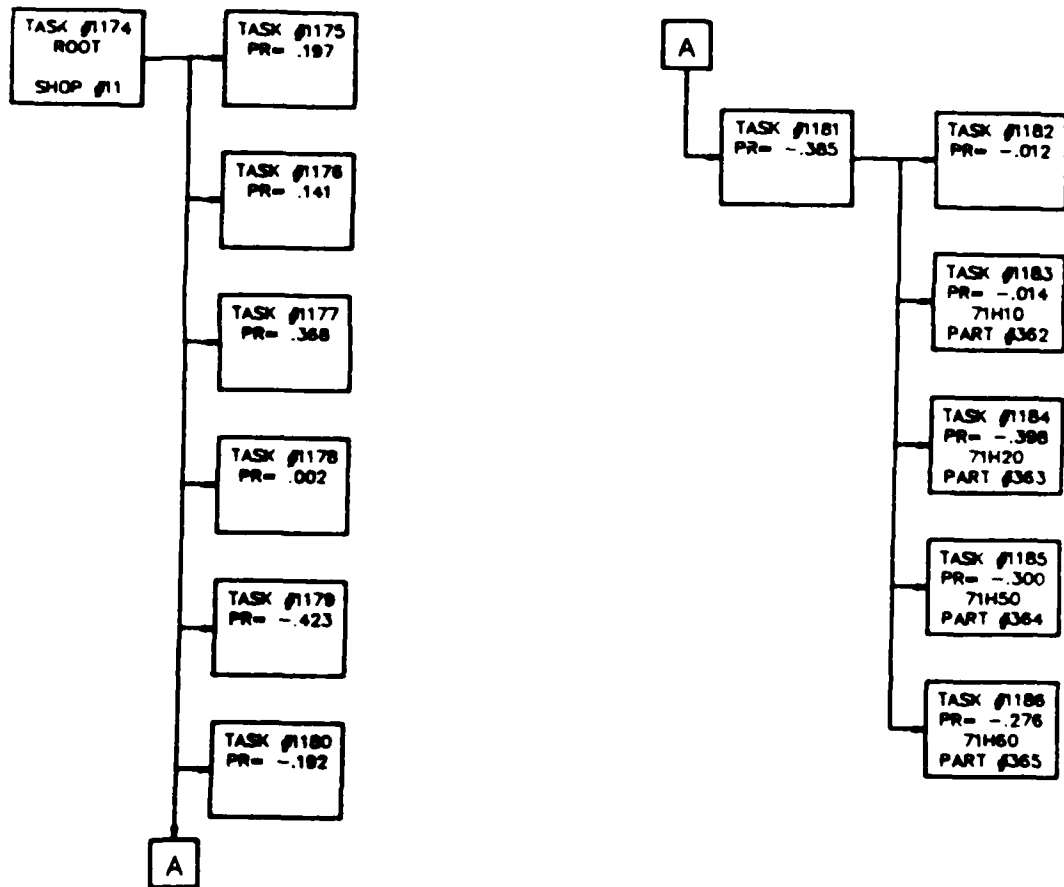 TASK #1174
ROOT
SHOP #11
TASK #1175
PR= .197
TASK #1176
PR= .141
TASK #1177
PR= .368
TASK #1178
PR= .002
TASK #1179
PR= -.423
TASK #1180
PR= -.192
A
A
TASK #1181
PR= -.385
TASK #1182
PR= -.012
TASK #1183
PR= -.014
71H10
PART #362
TASK #1184
PR= -.398
71H20
PART #363
TASK #1185
PR= -.300
71H50
PART #364
TASK #1186
PR= -.276
71H60
PART #365